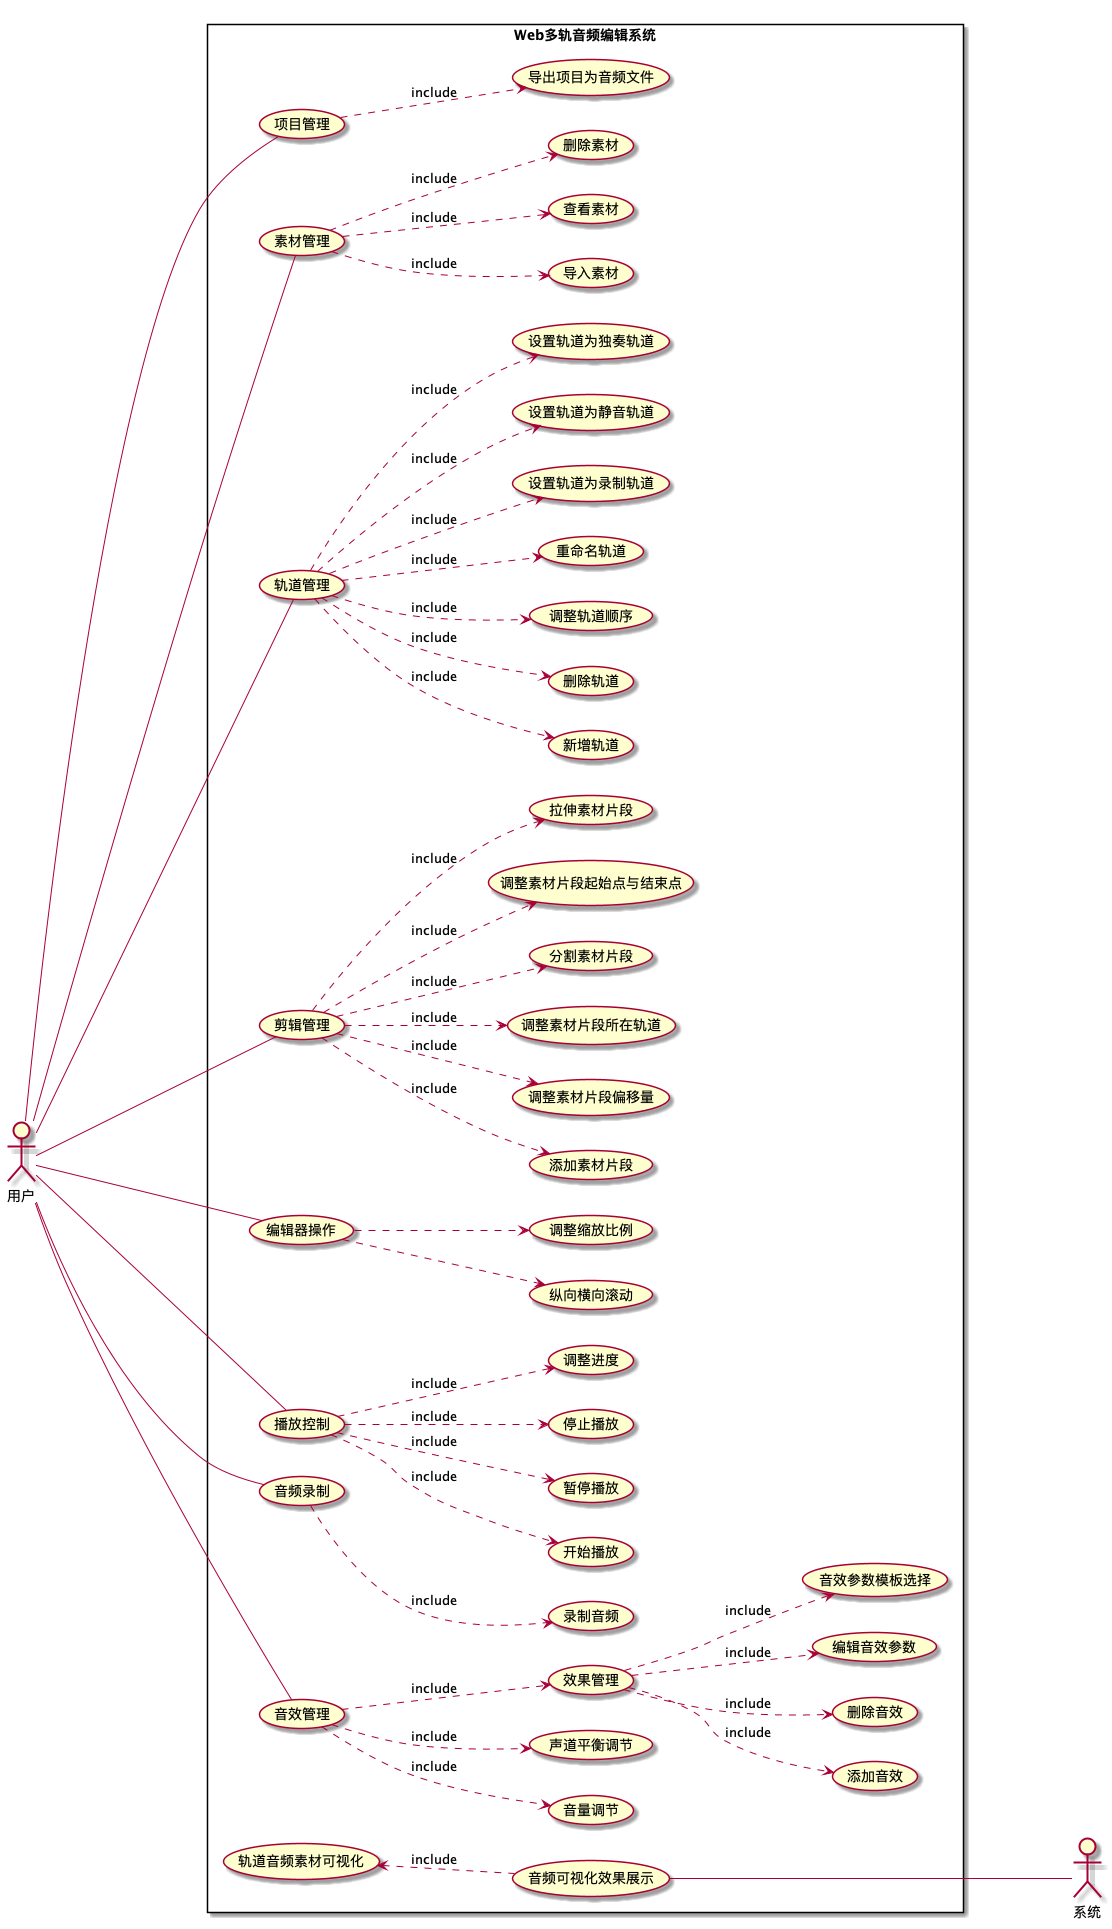 Web多轨音频编辑系统
导出项目为音频文件
include
项目管理
删除素材
include
查看素材
include
素材管理
include
导入素材
设置轨道为独奏轨道
include
设置轨道为静音轨道
include
设置轨道为录制轨道
include
重命名轨道
include
轨道管理
include
调整轨道顺序
include
删除轨道
include
新增轨道
拉伸素材片段
include
调整素材片段起始点与结束点
include
分割素材片段
include
include
剪辑管理
调整素材片段所在轨道
include
include
调整素材片段偏移量
添加素材片段
用户
编辑器操作
调整缩放比例
纵向横向滚动
调整进度
include
include
播放控制
停止播放
include
include
暂停播放
音频录制
开始播放
include
录制音频
音效参数模板选择
include
编辑音效参数
include
效果管理
include
include
删除音效
include
音效管理
include
声道平衡调节
include
添加音效
音量调节
include
轨道音频素材可视化
音频可视化效果展示
系统